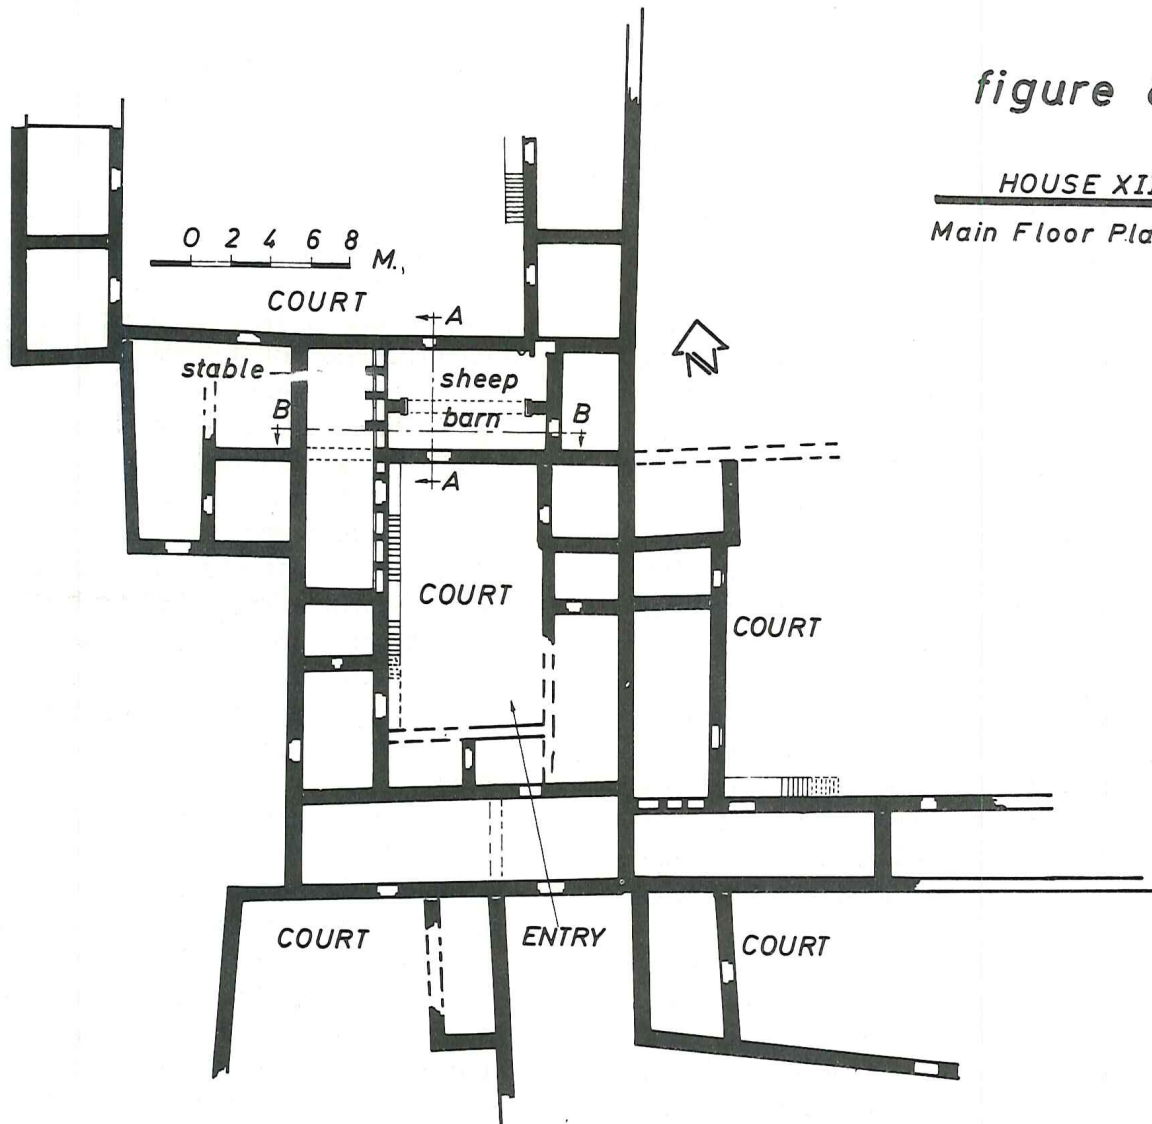 figure
HOUSE
Main Floor
0 2 4 6 8 M.
COURT
A
stable
sheep
barn
B
B
A
COURT
COURT
COURT
ENTRY
COURT